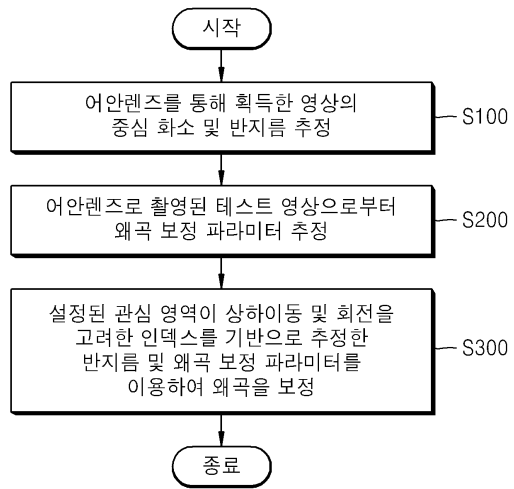 시작
어안렌즈를 통해 획득한 영상의
중심 화소 및 반지름 추정
S100
어안렌즈로 촬영된 테스트 영상으로부터
왜곡 보정 파라미터 추정
S200
설정된 관심 영역이 상하이동 및 회전을
고려한 인덱스를 기반으로 추정한
반지름 및 왜곡 보정 파라미터를
이용하여 왜곡을 보정
S300
종료